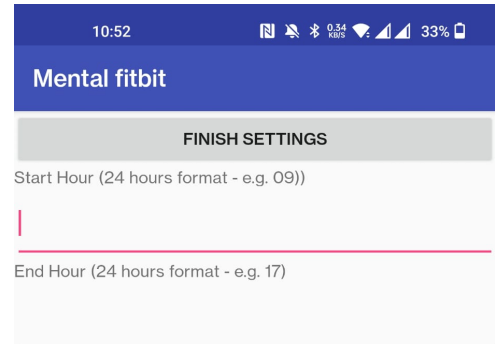 10:52 0.34 KB/S 33%
Mental fitbit
FINISH SETTINGS
Start Hour (24 hours format - e.g. 09))
End Hour (24 hours format - e.g. 17)